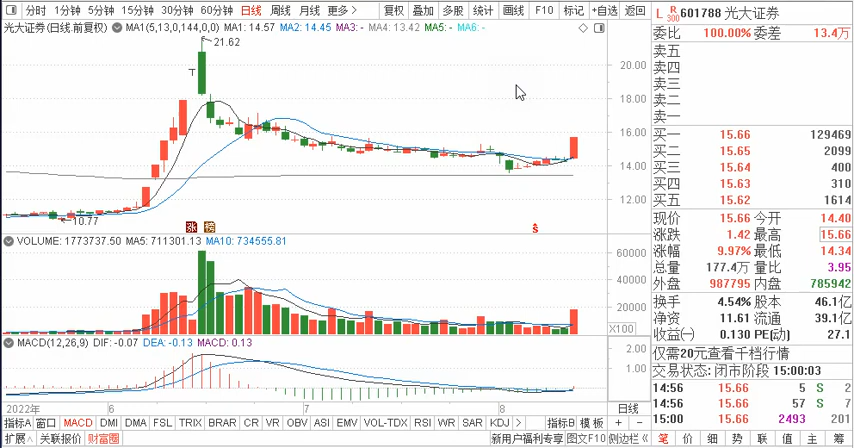 分时 1分钟 5分钟 15分钟 30分钟 60分钟 日线 周线 月线 更多 > 复权 叠加 多股 统计 画线 F10 标记 +自选 返回
光大证券(日线.前复权) MA1(5,13,0,144,0,0) MA1: 14.57 MA2: 14.45 MA3: - MA4: 13.42 MA5: - MA6: -
21.62
T
20.00
18.00
16.00
14.00
12.00
10.77
涨 榜 $
VOLUME: 1773737.50 MA5: 711301.13 MA10: 734555.81
60000
40000
20000
X100
MACD(12,26,9) DIF: -0.07 DEA: -0.13 MACD: 0.13
2.00
1.00
0.00
2022年 6 7 8 日线
指标A 窗口 MACD DMI DMA FSL TRIX BRAR CR VR OBV ASI EMV VOL-TDX RSI WR SAR KDJ > 指标B 模板 + -
扩展∧ 关联报价 财富圈 新用户福利专享 图文F10 侧边栏《
L R 300 601788 光大证券
委比 100.00% 委差 13.4万
卖五
卖四
卖三
卖二
卖一
买一 15.66 129469
买二 15.65 2099
买三 15.64 400
买四 15.63 310
买五 15.62 1614
现价 15.66 今开 14.40
涨跌 1.42 最高 15.66
涨幅 9.97% 最低 14.34
总量 177.4万 量比 3.95
外盘 987795 内盘 785942
换手 4.54% 股本 46.1亿
净资 11.61 流通 39.1亿
收益(一) 0.130 PE(动) 27.1
仅需20元查看千档行情
交易状态: 闭市阶段 15:00:03
14:56 15.66 5 S 2
14:56 15.66 57 S 7
15:00 15.66 2493 201
笔 价 细 势 联 值 主 筹